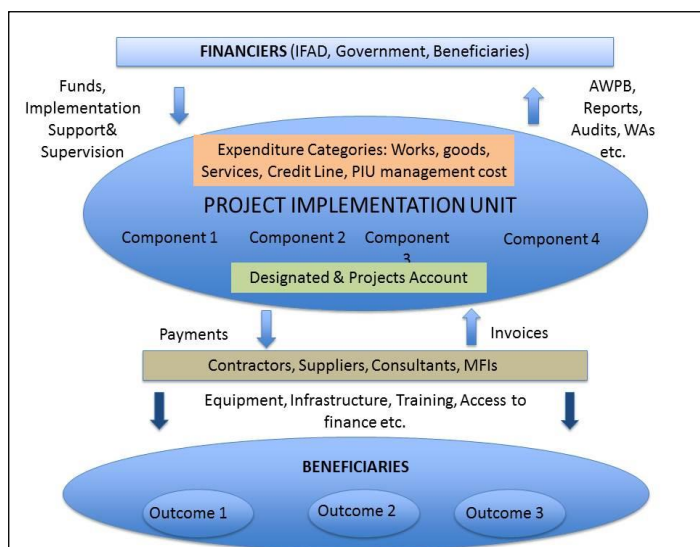 FINANCIERS (IFAD, Government, Beneficiaries)
Funds,
Implementation
Support&
Supervision
AWPB,
Reports,
Audits, WAs
etc.
Expenditure Categories: Works, goods,
Services, Credit Line, PIU management cost
PROJECT IMPLEMENTATION UNIT
Component 1
Component 2
Component
3
Component 4
Designated & Projects Account
Payments
Invoices
Contractors, Suppliers, Consultants, MFIs
Equipment, Infrastructure, Training, Access to
finance etc.
BENEFICIARIES
Outcome 1
Outcome 2
Outcome 3